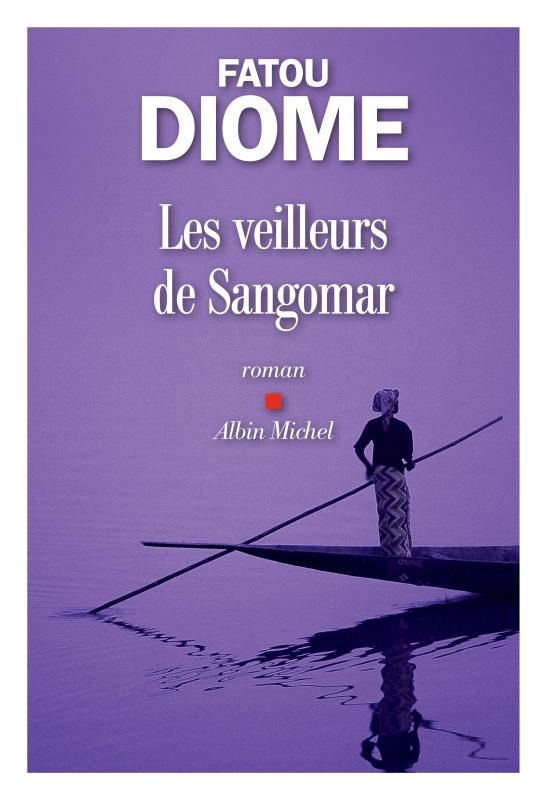 FATOU
DIOME
Les veilleurs
de Sangomar
roman
Albin Michel